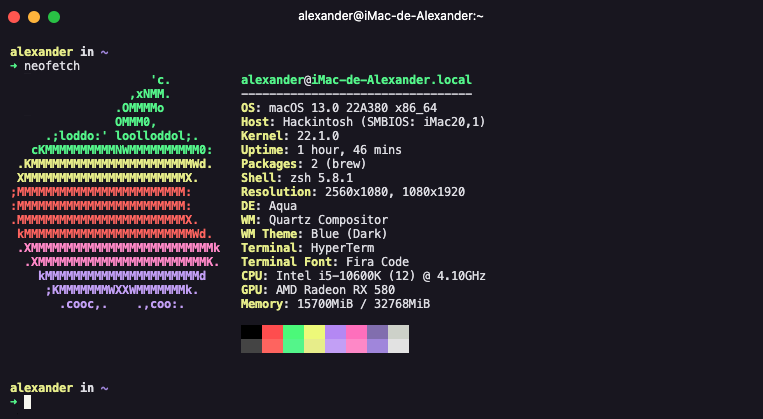 alexander@iMac-de-Alexander:~
alexander in ~
➜ neofetch
                    'c.          alexander@iMac-de-Alexander.local
                 ,xNMM.          ---------------------------------
               .OMMMMo           OS: macOS 13.0 22A380 x86_64
               OMMM0,            Host: Hackintosh (SMBIOS: iMac20,1)
     .;loddo:' loolloddol;.      Kernel: 22.1.0
   cKMMMMMMMMMMNWMMMMMMMMMM0:    Uptime: 1 hour, 46 mins
 .KMMMMMMMMMMMMMMMMMMMMMMMWd.    Packages: 2 (brew)
 XMMMMMMMMMMMMMMMMMMMMMMMX.      Shell: zsh 5.8.1
;MMMMMMMMMMMMMMMMMMMMMMMM:       Resolution: 2560x1080, 1080x1920
:MMMMMMMMMMMMMMMMMMMMMMMM:       DE: Aqua
.MMMMMMMMMMMMMMMMMMMMMMMMX.      WM: Quartz Compositor
 kMMMMMMMMMMMMMMMMMMMMMMMMWd.    WM Theme: Blue (Dark)
 .XMMMMMMMMMMMMMMMMMMMMMMMMMMk   Terminal: HyperTerm
  .XMMMMMMMMMMMMMMMMMMMMMMMMK.   Terminal Font: Fira Code
    kMMMMMMMMMMMMMMMMMMMMMMd     CPU: Intel i5-10600K (12) @ 4.10GHz
     ;KMMMMMMMWXXWMMMMMMMk.      GPU: AMD Radeon RX 580
       .cooc,.    .,coo:.        Memory: 15700MiB / 32768MiB
alexander in ~
➜